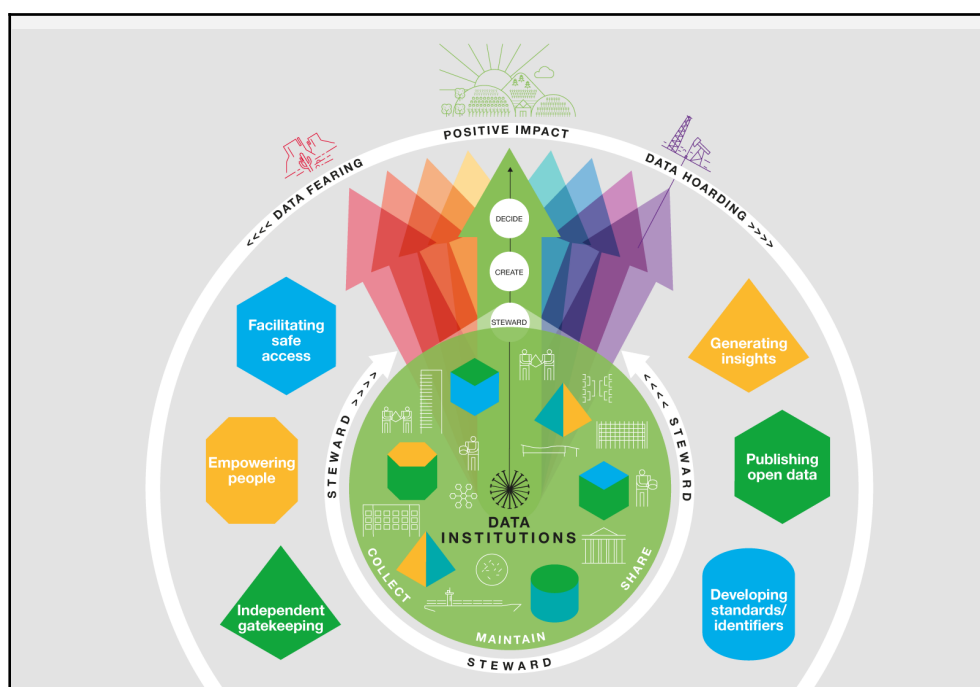 POSITIVE IMPACT
<<<< DATA FEARING
DATA HOARDING >>>>
DECIDE
CREATE
STEWARD
Facilitating
safe
access
Empowering
people
Independent
gatekeeping
Generating
insights
Publishing
open data
Developing
standards/
identifiers
STEWARD >>>>
<<<< STEWARD
DATA
INSTITUTIONS
COLLECT
MAINTAIN
SHARE
STEWARD